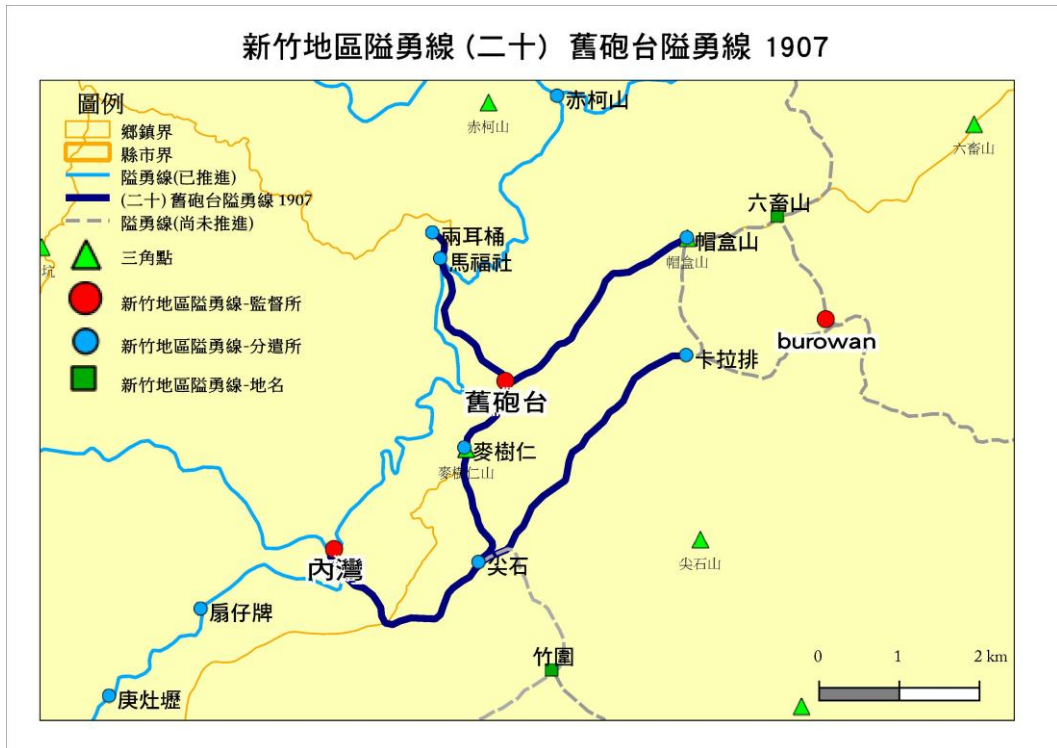 新竹地區隘勇線 (二十) 舊砲台隘勇線 1907
圖例
鄉鎮界
縣市界
隘勇線(已推進)
(二十) 舊砲台隘勇線 1907
隘勇線(尚未推進)
三角點
新竹地區隘勇線-監督所
新竹地區隘勇線-分遣所
新竹地區隘勇線-地名
赤柯山
赤柯山
六畜山
六畜山
兩耳桶
馬福社
帽盒山
帽盒山
坑
burowan
卡拉排
舊砲台
麥樹仁
麥樹仁山
內灣
尖石
尖石山
扇仔牌
竹圍
庚灶壢
0 1 2 km